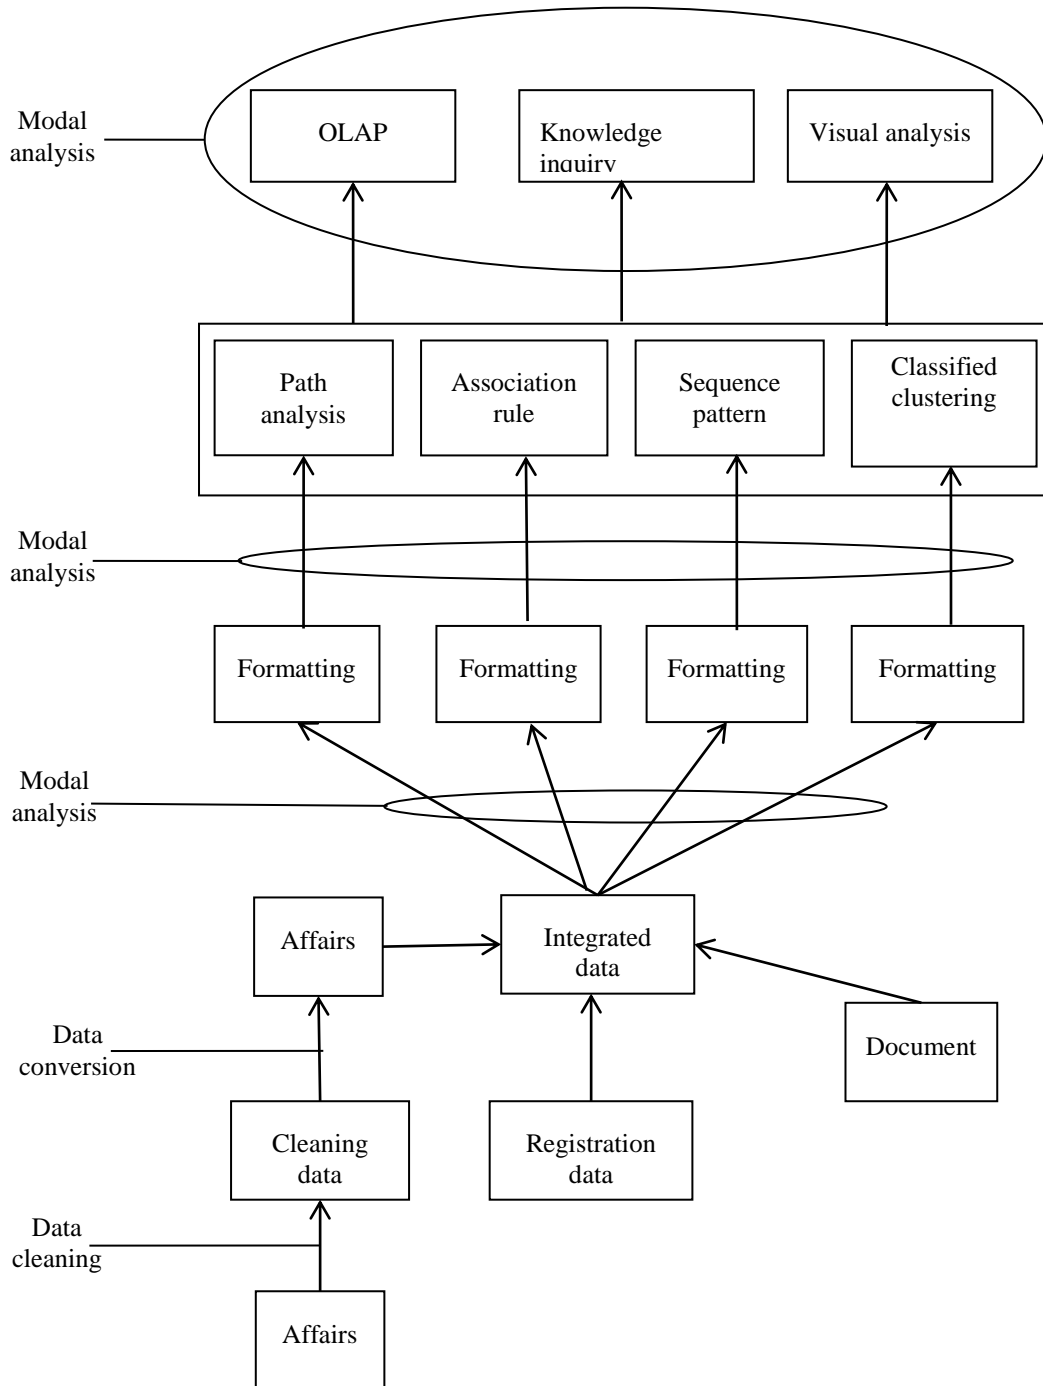 Modal
analysis
OLAP
Knowledge
inquiry
Visual analysis
Path
analysis
Association
rule
Sequence
pattern
Classified
clustering
Modal
analysis
Formatting
Formatting
Formatting
Formatting
Modal
analysis
Affairs
Integrated
data
Data
conversion
Document
Cleaning
data
Registration
data
Data
cleaning
Affairs